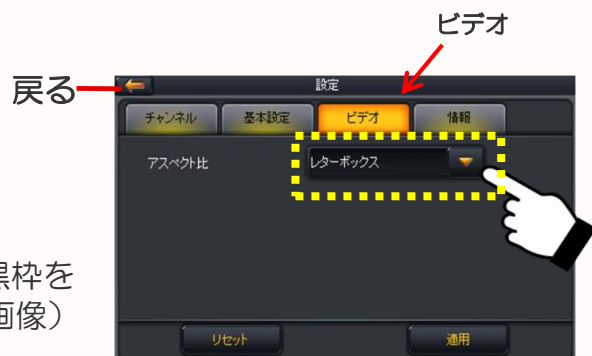 ビデオ
戻る
設定
チャンネル 基本設定 ビデオ 情報
アスペクト比 レターボックス
黒枠を
画像）
リセット 適用